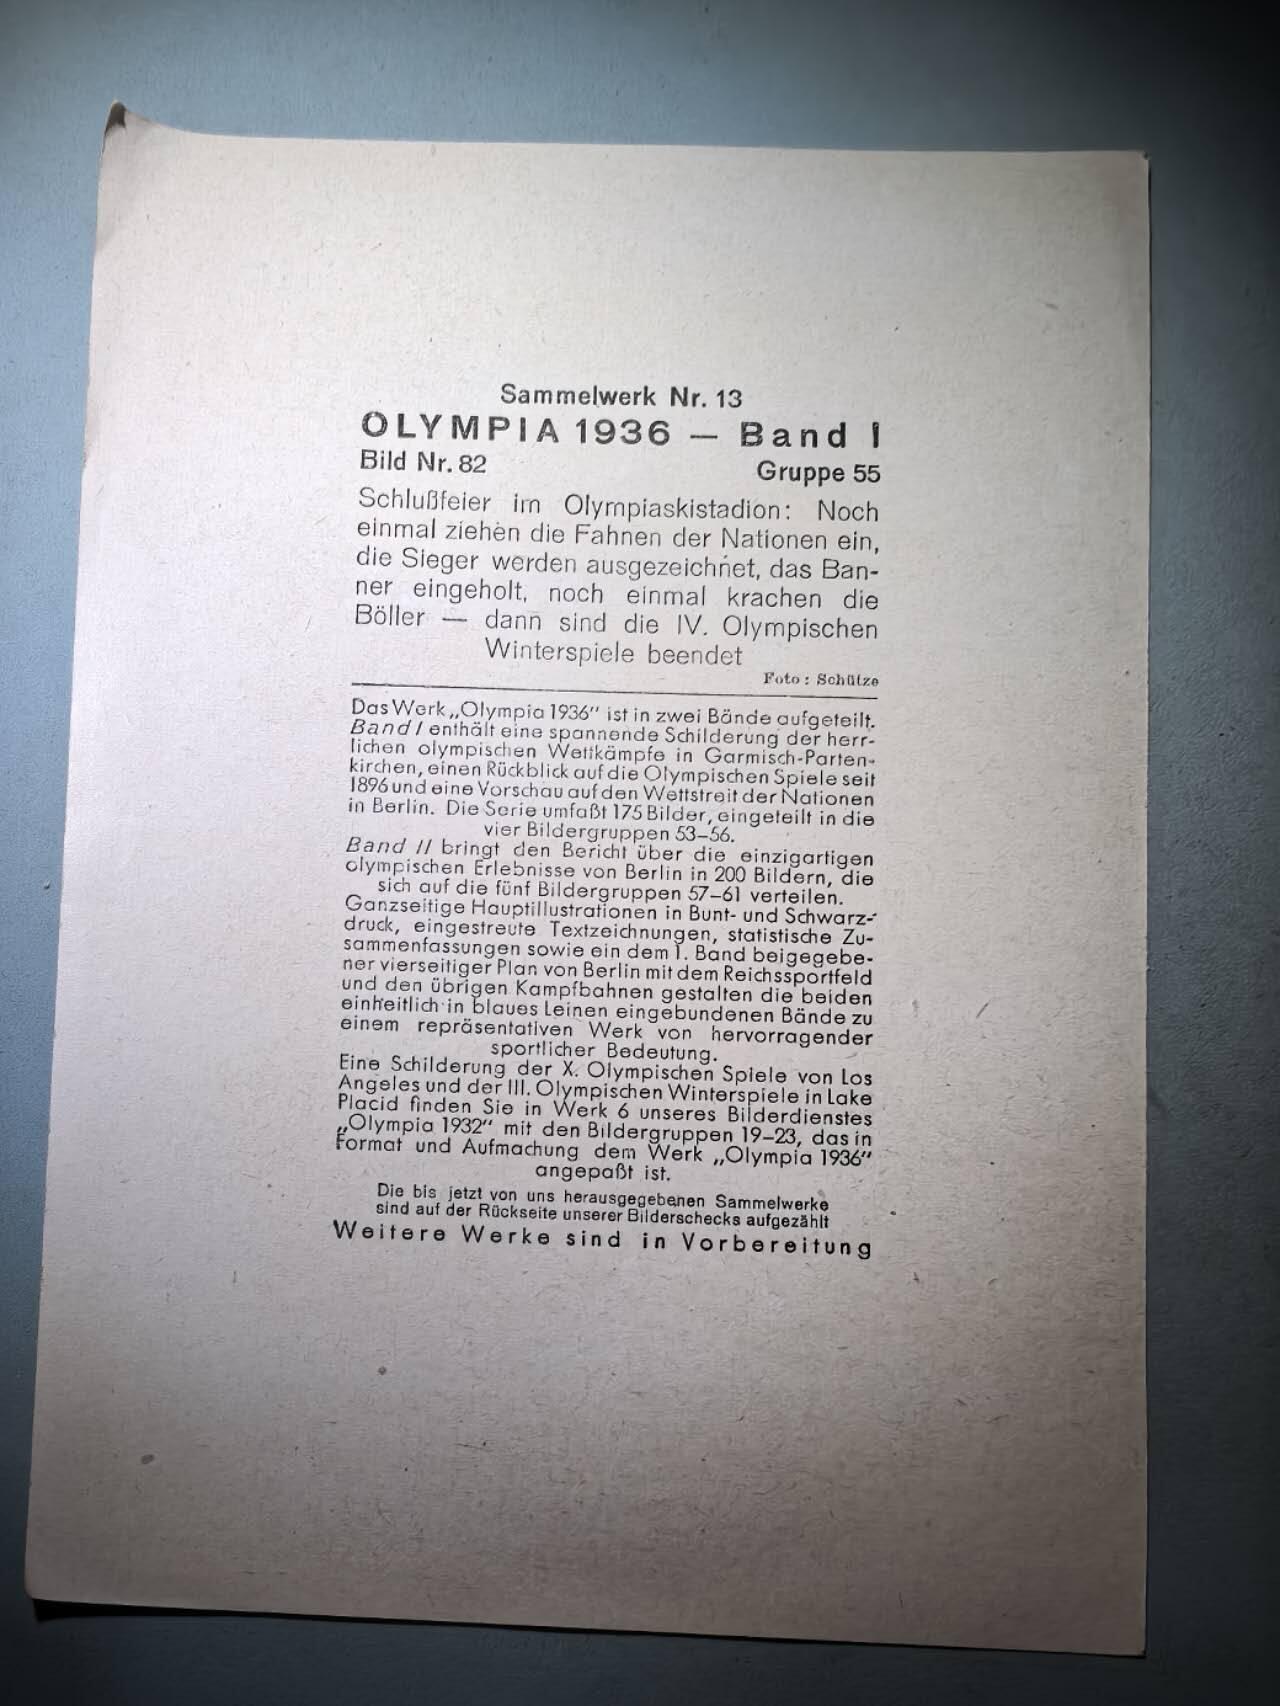 Sammelwerk Nr. 13
OLYMPIA 1936 — Band I
Bild Nr. 82 Gruppe 55
Schlußfeier im Olympiaskistadion: Noch
einmal ziehen die Fahnen der Nationen ein,
die Sieger werden ausgezeichnet, das Ban-
ner eingeholt, noch einmal krachen die
Böller — dann sind die IV. Olympischen
Winterspiele beendet
Foto: Schütze
Das Werk „Olympia 1936" ist in zwei Bände aufgeteilt.
Band I enthält eine spannende Schilderung der herr-
lichen olympischen Wettkämpfe in Garmisch-Parten-
kirchen, einen Rückblick auf die Olympischen Spiele seit
1896 und eine Vorschau auf den Wettstreit der Nationen
in Berlin. Die Serie umfaßt 175 Bilder, eingeteilt in die
vier Bildergruppen 53–56.
Band II bringt den Bericht über die einzigartigen
olympischen Erlebnisse von Berlin in 200 Bildern, die
sich auf die fünf Bildergruppen 57–61 verteilen.
Ganzseitige Hauptillustrationen in Bunt- und Schwarz-
druck, eingestreute Textzeichnungen, statistische Zu-
sammenfassungen sowie ein dem I. Band beigegebe-
ner vierseitiger Plan von Berlin mit dem Reichssportfeld
und den übrigen Kampfbahnen gestalten die beiden
einheitlich in blaues Leinen eingebundenen Bände zu
einem repräsentativen Werk von hervorragender
sportlicher Bedeutung.
Eine Schilderung der X. Olympischen Spiele von Los
Angeles und der III. Olympischen Winterspiele in Lake
Placid finden Sie in Werk 6 unseres Bilderdienstes
„Olympia 1932" mit den Bildergruppen 19–23, das in
Format und Aufmachung dem Werk „Olympia 1936"
angepaßt ist.
Die bis jetzt von uns herausgegebenen Sammelwerke
sind auf der Rückseite unserer Bilderschecks aufgezählt
Weitere Werke sind in Vorbereitung